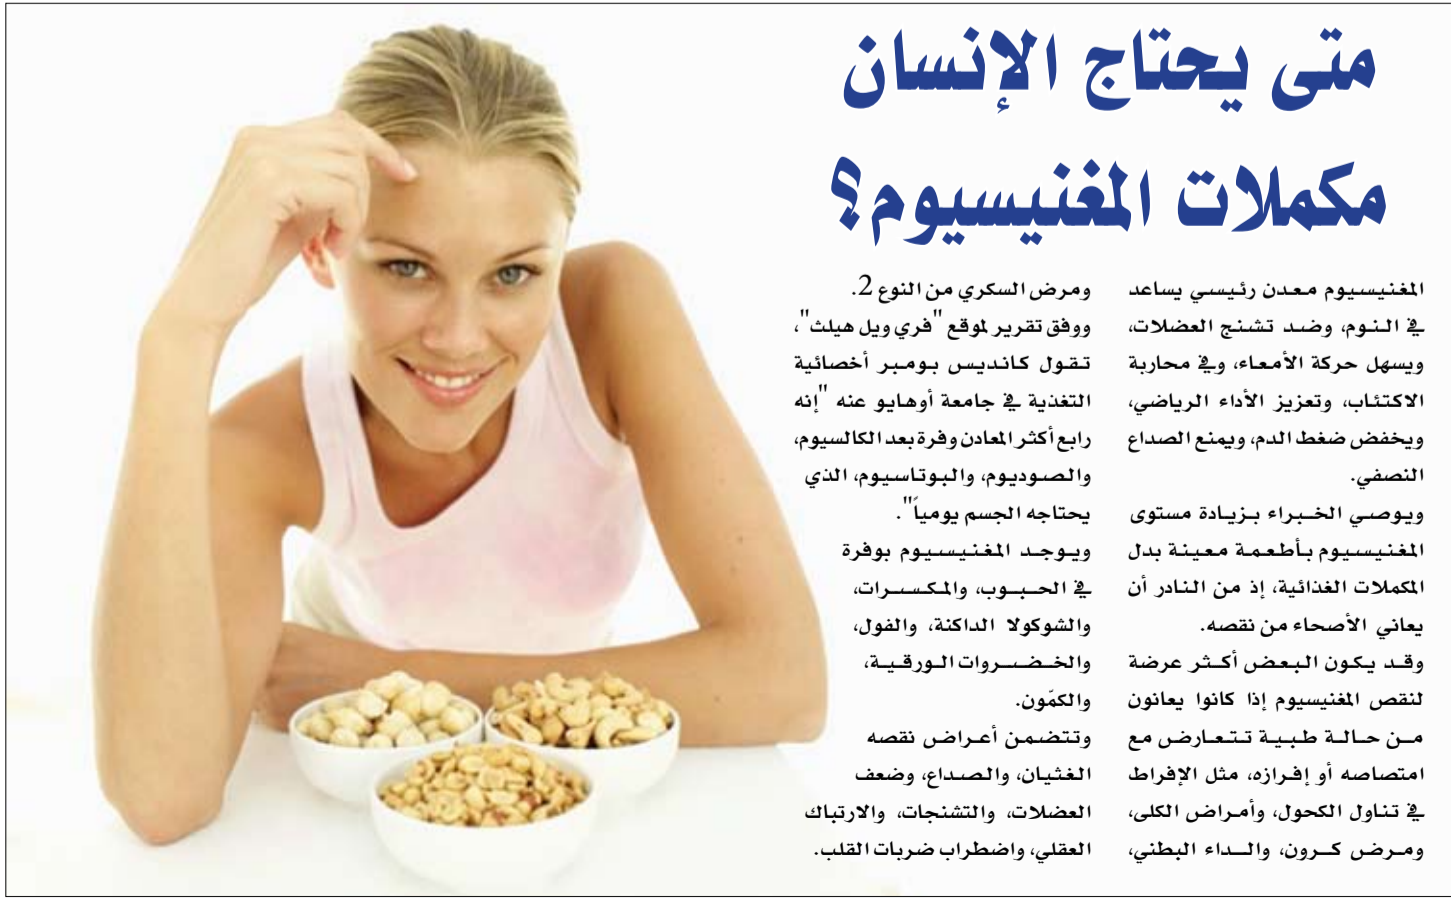 متى يحتاج الإنسان
مكملات المغنيسيوم؟
المغنيسيوم معدن رئيسي يساعد
في النوم، وضد تشنج العضلات،
ويسهل حركة الأمعاء، وفي محاربة
الاكتئاب، وتعزيز الأداء الرياضي،
ويخفض ضغط الدم، ويمنع الصداع
النصفي.
ويوصي الخبراء بزيادة مستوى
المغنيسيوم بأطعمة معينة بدل
المكملات الغذائية، إذ من النادر أن
يعاني الأصحاء من نقصه.
وقد يكون البعض أكثر عرضة
لنقص المغنيسيوم إذا كانوا يعانون
من حالة طبية تتعارض مع
امتصاصه أو إفرازه، مثل الإفراط
في تناول الكحول، وأمراض الكلى،
ومرض كرون، والداء البطني،
ومرض السكري من النوع 2.
ووفق تقرير لموقع "فري ويل هيلث"،
تقول كانديس بومبر أخصائية
التغذية في جامعة أوهايو عنه "إنه
رابع أكثر المعادن وفرة بعد الكالسيوم،
والصوديوم، والبوتاسيوم، الذي
يحتاجه الجسم يومياً".
ويوجد المغنيسيوم بوفرة
في الحبوب، والمكسرات،
والشوكولا الداكنة، والفول،
والخضروات الورقية،
والكمّون.
وتتضمن أعراض نقصه
الغثيان، والصداع، وضعف
العضلات، والتشنجات، والارتباك
العقلي، واضطراب ضربات القلب.